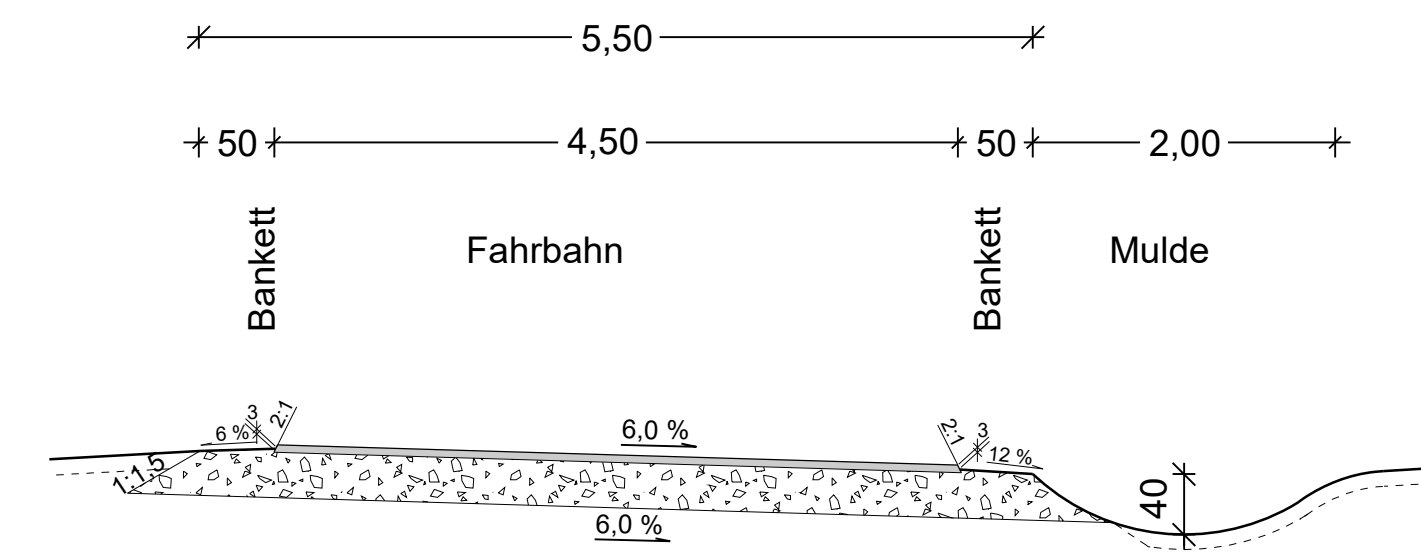 5,50
50 4,50 50 2,00
Bankett Fahrbahn Bankett Mulde
3 2:1 6 % 6,0 % 2:1 3 12 %
1:1.5 40
6,0 %